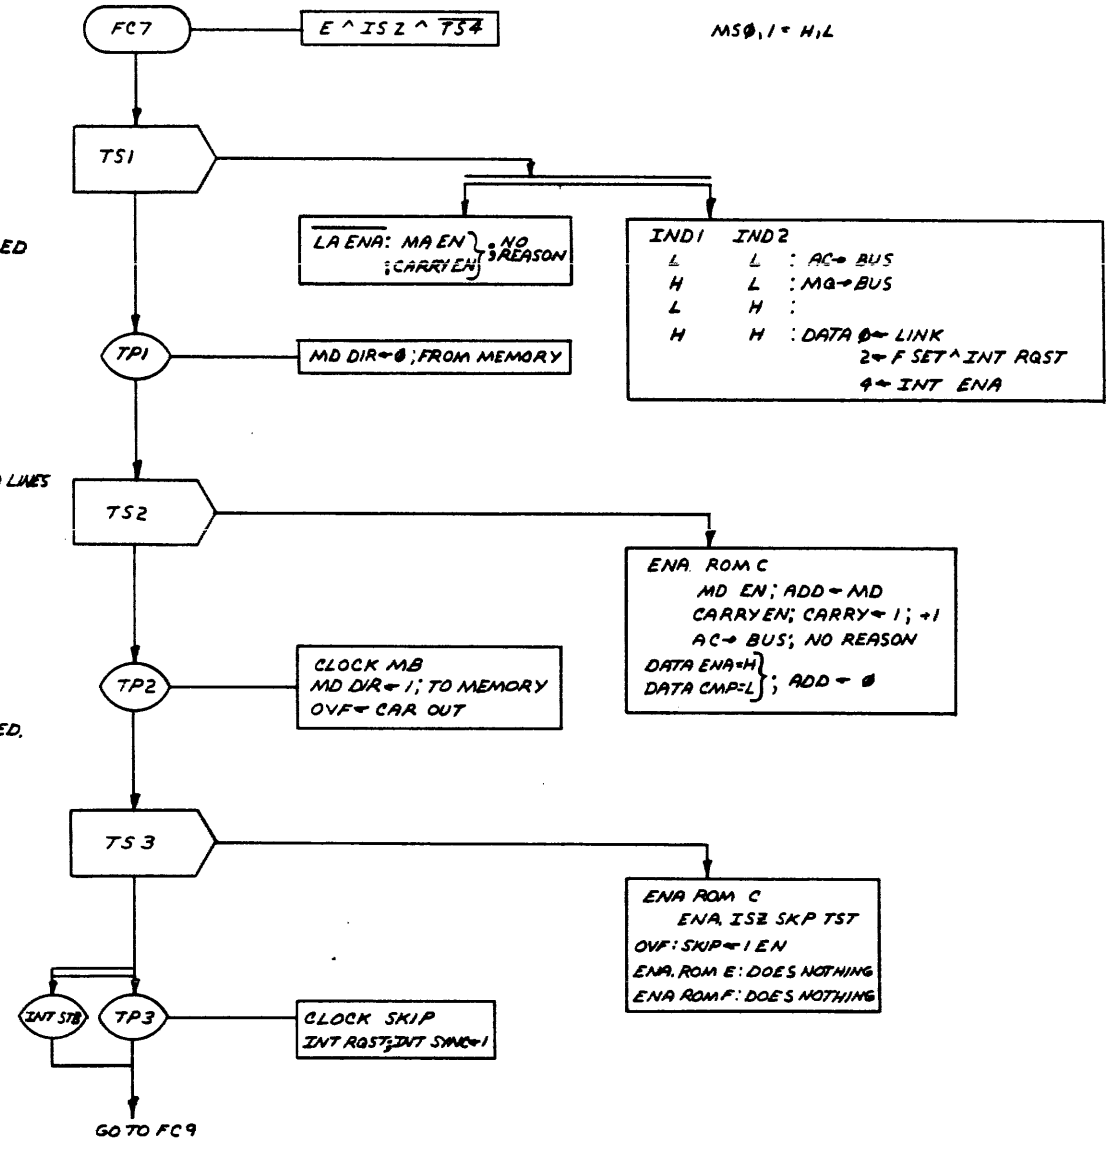 FC7
E ^ ISZ ^ TS4
MSØ,1 = H,L
TS1
ED
LA ENA: MA EN } ; NO
; CARRY EN REASON
IND1 IND2
L L : AC→ BUS
H L : MQ→BUS
L H :
H H : DATA Ø← LINK
2← F SET ^ INT RQST
4← INT ENA
TP1
MD DIR←Ø; FROM MEMORY
LINES
TS2
ENA ROM C
MD EN; ADD ← MD
CARRY EN; CARRY ← 1; +1
AC→ BUS; NO REASON
DATA ENA=H
DATA CMP=L } ; ADD ← Ø
TP2
CLOCK MB
MD DIR←1; TO MEMORY
OVF← CAR OUT
ED.
TS3
ENA ROM C
ENA. ISZ SKP TST
OVF: SKIP←1 EN
ENA. ROM E: DOES NOTHING
ENA ROM F: DOES NOTHING
INT STB
TP3
CLOCK SKIP
INT RQST; INT SYNC←1
GO TO FC9